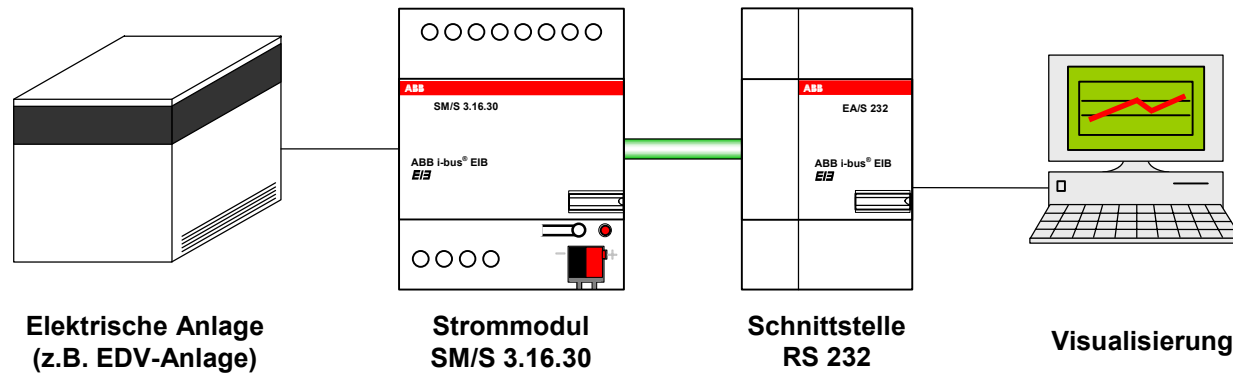 ABB
SM/S 3.16.30
ABB i-bus® EIB
EIB
− +
ABB
EA/S 232
ABB i-bus® EIB
EIB
Elektrische Anlage
(z.B. EDV-Anlage)
Strommodul
SM/S 3.16.30
Schnittstelle
RS 232
Visualisierung